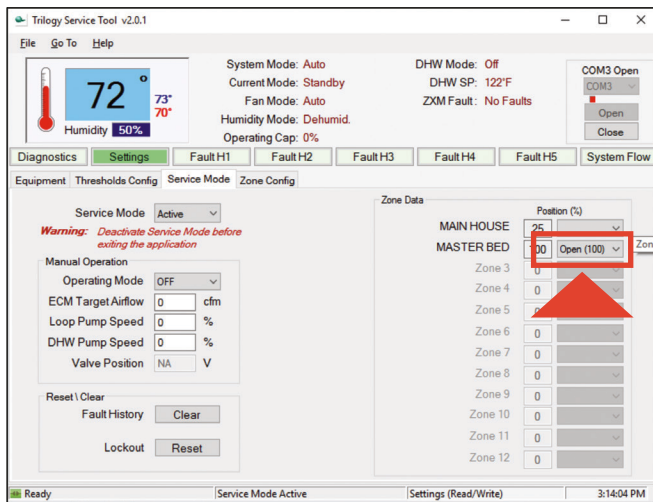 Trilogy Service Tool v2.0.1
File Go To Help
72°
73°
70°
Humidity 50%
System Mode: Auto
Current Mode: Standby
Fan Mode: Auto
Humidity Mode: Dehumid.
Operating Cap: 0%
DHW Mode: Off
DHW SP: 122°F
ZXM Fault: No Faults
COM3 Open
COM3
Open
Close
Diagnostics Settings Fault H1 Fault H2 Fault H3 Fault H4 Fault H5 System Flow
Equipment Thresholds Config Service Mode Zone Config
Service Mode Active
Warning: Deactivate Service Mode before
exiting the application
Manual Operation
Operating Mode OFF
ECM Target Airflow 0 cfm
Loop Pump Speed 0 %
DHW Pump Speed 0 %
Valve Position NA V
Reset \ Clear
Fault History Clear
Lockout Reset
Zone Data
Position (%)
MAIN HOUSE 25
MASTER BED 100 Open (100) Zon
Zone 3 0
Zone 4 0
Zone 5 0
Zone 6 0
Zone 7 0
Zone 8 0
Zone 9 0
Zone 10 0
Zone 11 0
Zone 12 0
Ready Service Mode Active Settings (Read/Write) 3:14:04 PM